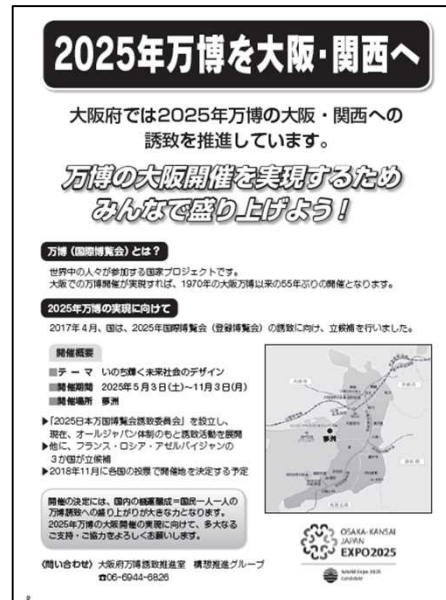 2025年万博を大阪・関西へ
大阪府では2025年万博の大阪・関西への
誘致を推進しています。
万博の大阪開催を実現するため
みんなで盛り上げよう！
万博（国際博覧会）とは？
世界中の人々が参加する国家プロジェクトです。
大阪での万博開催が実現すれば、1970年の大阪万博以来の55年ぶりの開催となります。
2025年万博の実現に向けて
2017年4月、国は、2025年国際博覧会（登録博覧会）の誘致に向け、立候補を行いました。
開催概要
■テーマ いのち輝く未来社会のデザイン
■開催期間 2025年5月3日(土)～11月3日(月)
■開催場所 夢洲
▶「2025日本万国博覧会誘致委員会」を設立し、
現在、オールジャパン体制のもと誘致活動を展開
▶他に、フランス・ロシア・アゼルバイジャンの
3か国が立候補
▶2018年11月に各国の投票で開催地を決定する予定
夢洲
開催の決定には、国内の機運醸成＝国民一人一人の
万博誘致への盛り上がりが大きな力となります。
2025年万博の大阪開催の実現に向けて、多大なる
ご支援・ご協力をよろしくお願いします。
OSAKA-KANSAI
JAPAN
EXPO2025
World Expo 2025
Candidate
〈問い合わせ〉大阪府万博誘致推進室 構想推進グループ
☎06-6944-6826